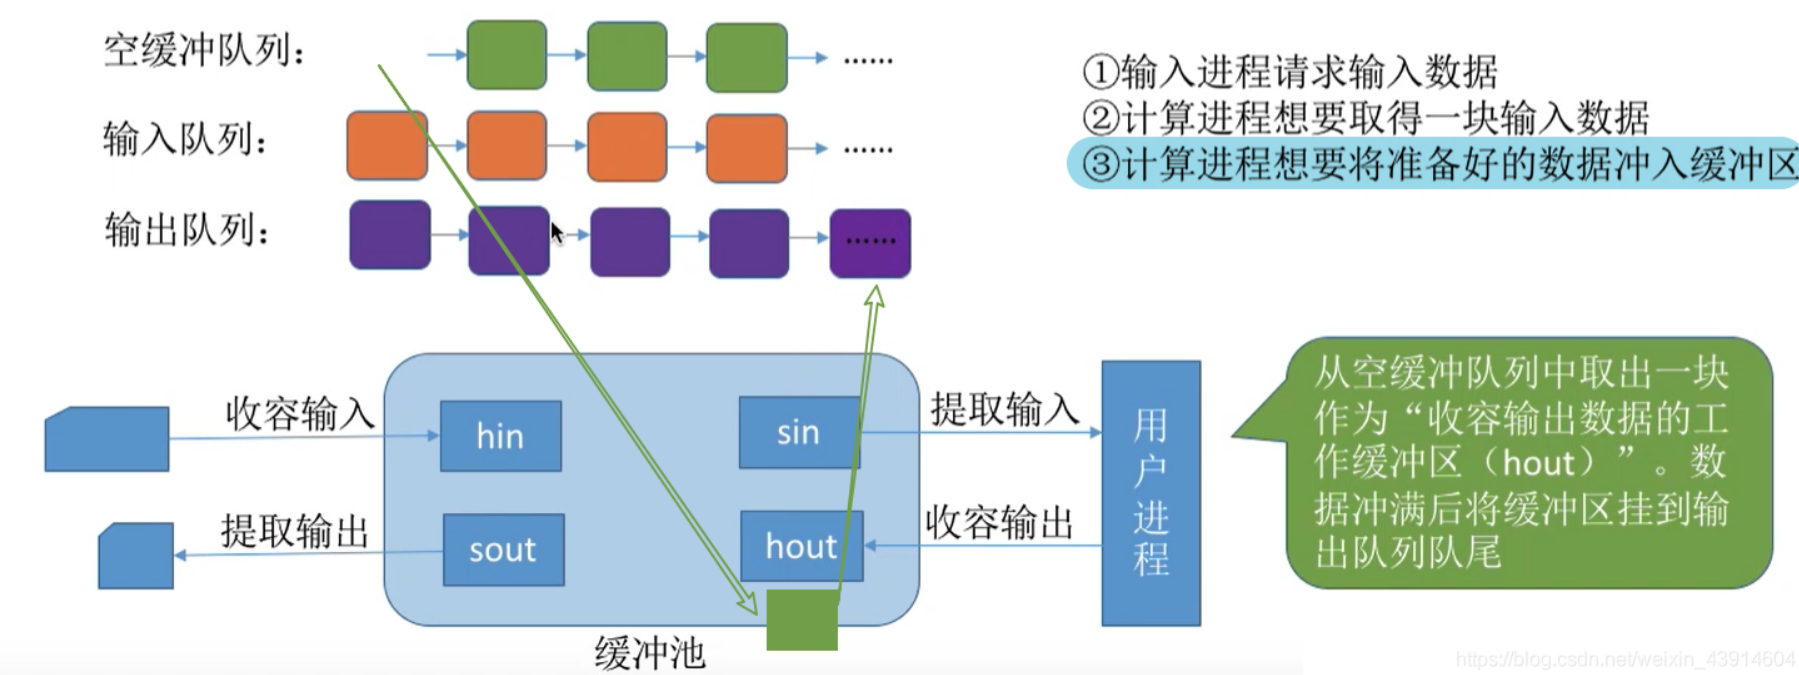 空缓冲队列：
……
①输入进程请求输入数据
输入队列：
……
②计算进程想要取得一块输入数据
③计算进程想要将准备好的数据冲入缓冲区
输出队列：
……
收容输入
hin
sin
提取输入
用户进程
提取输出
sout
hout
收容输出
缓冲池
从空缓冲队列中取出一块
作为“收容输出数据的工
作缓冲区（hout）”。数
据冲满后将缓冲区挂到输
出队列队尾
https://blog.csdn.net/weixin_43914604